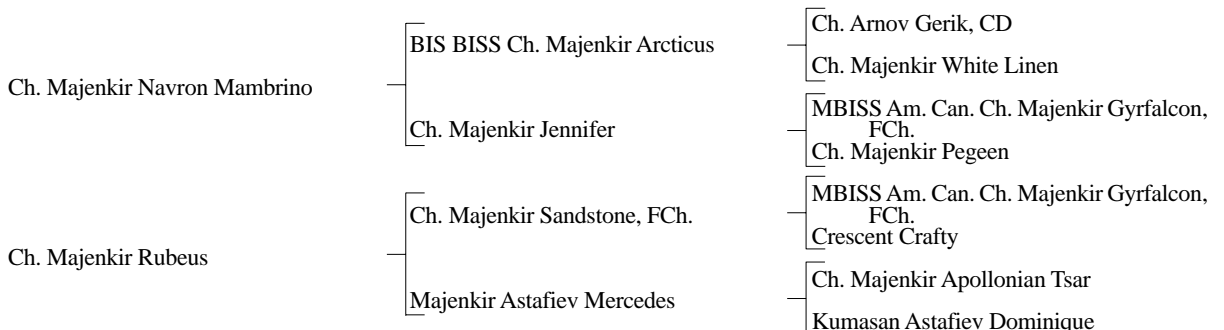 Ch. Arnov Gerik, CD
BIS BISS Ch. Majenkir Arcticus
Ch. Majenkir White Linen
Ch. Majenkir Navron Mambrino
MBISS Am. Can. Ch. Majenkir Gyrfalcon,
FCh.
Ch. Majenkir Jennifer
Ch. Majenkir Pegeen
MBISS Am. Can. Ch. Majenkir Gyrfalcon,
FCh.
Ch. Majenkir Sandstone, FCh.
Crescent Crafty
Ch. Majenkir Rubeus
Ch. Majenkir Apollonian Tsar
Majenkir Astafiev Mercedes
Kumasan Astafiev Dominique